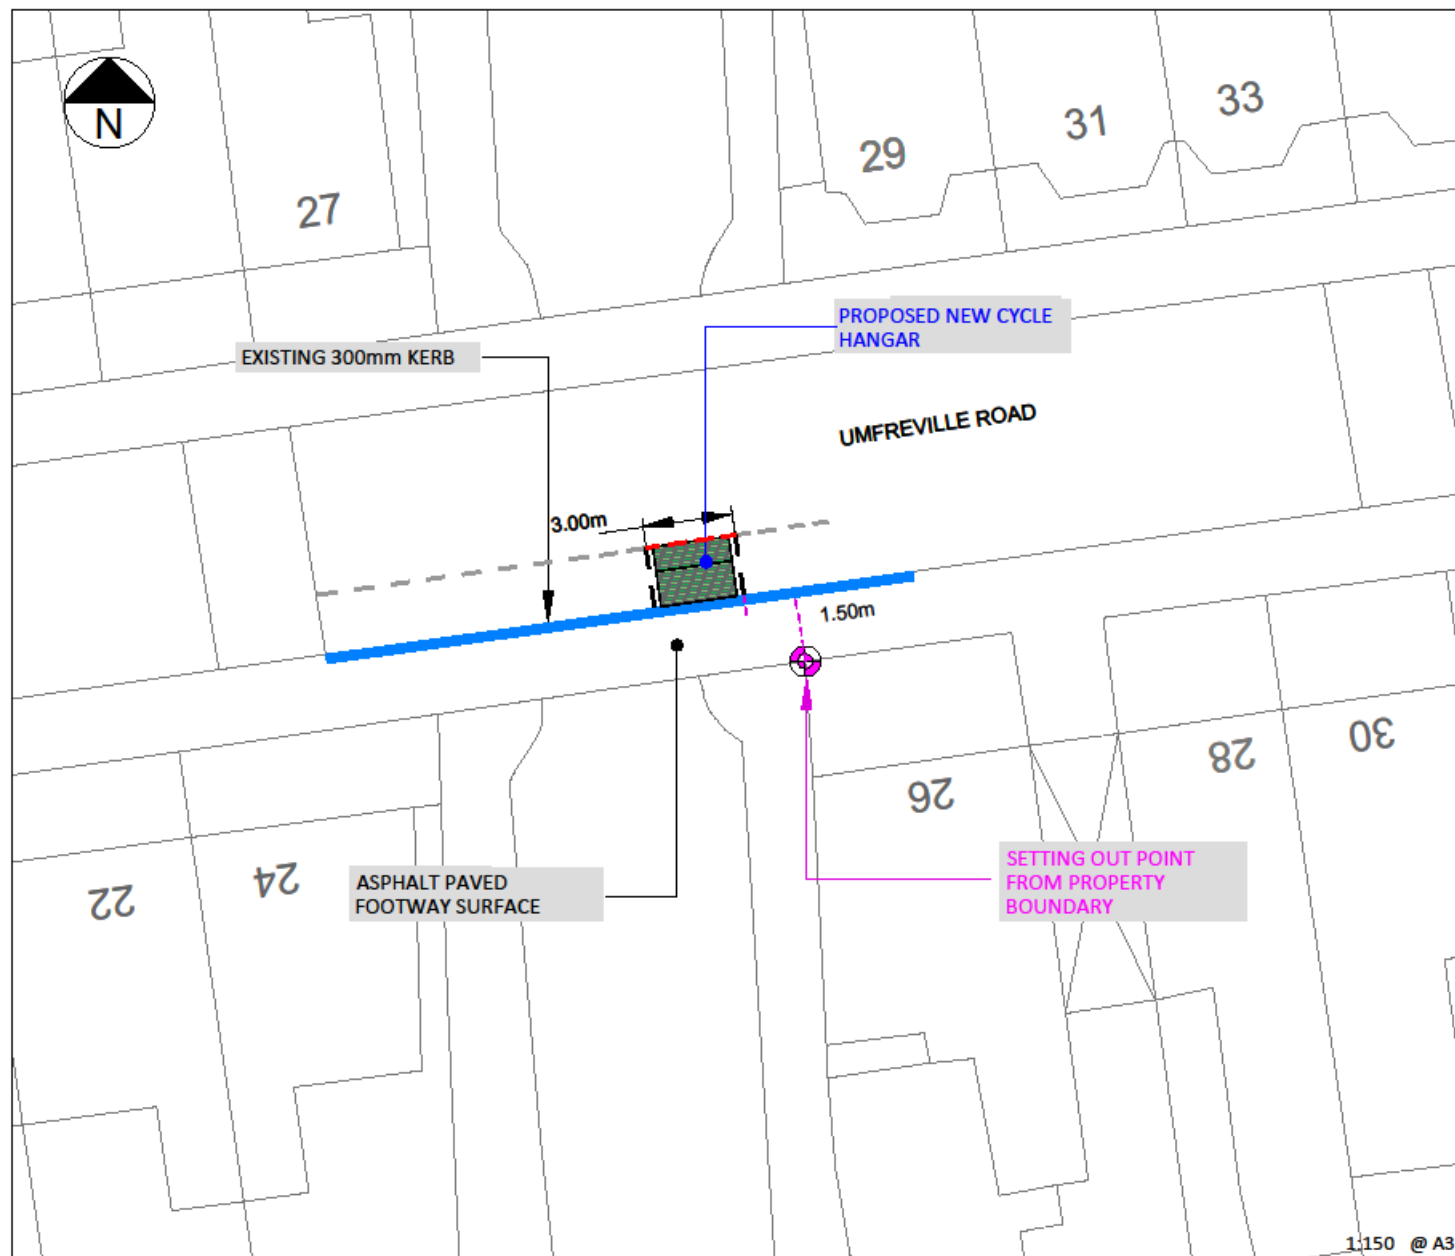 N
27
29
31
33
PROPOSED NEW CYCLE
HANGAR
EXISTING 300mm KERB
UMFREVILLE ROAD
3.00m
1.50m
22
24
26
28
30
ASPHALT PAVED
FOOTWAY SURFACE
SETTING OUT POINT
FROM PROPERTY
BOUNDARY
1:150 @ A3